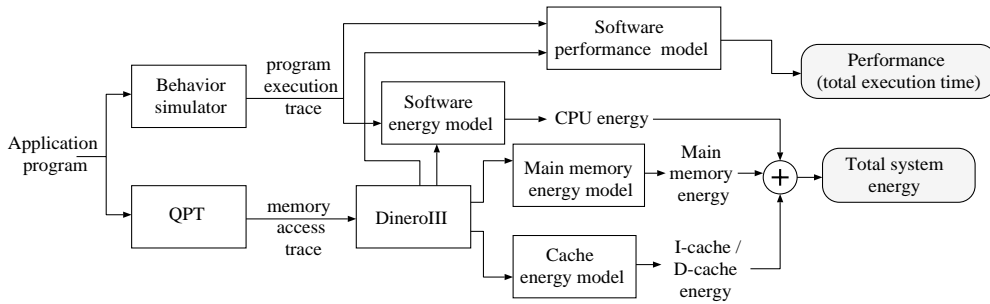 Application
program
Behavior
simulator
program
execution
trace
QPT
memory
access
trace
Software
energy model
DineroIII
Software
performance model
CPU energy
Main memory
energy model
Main
memory
energy
Cache
energy model
I-cache /
D-cache
energy
+
Performance
(total execution time)
Total system
energy